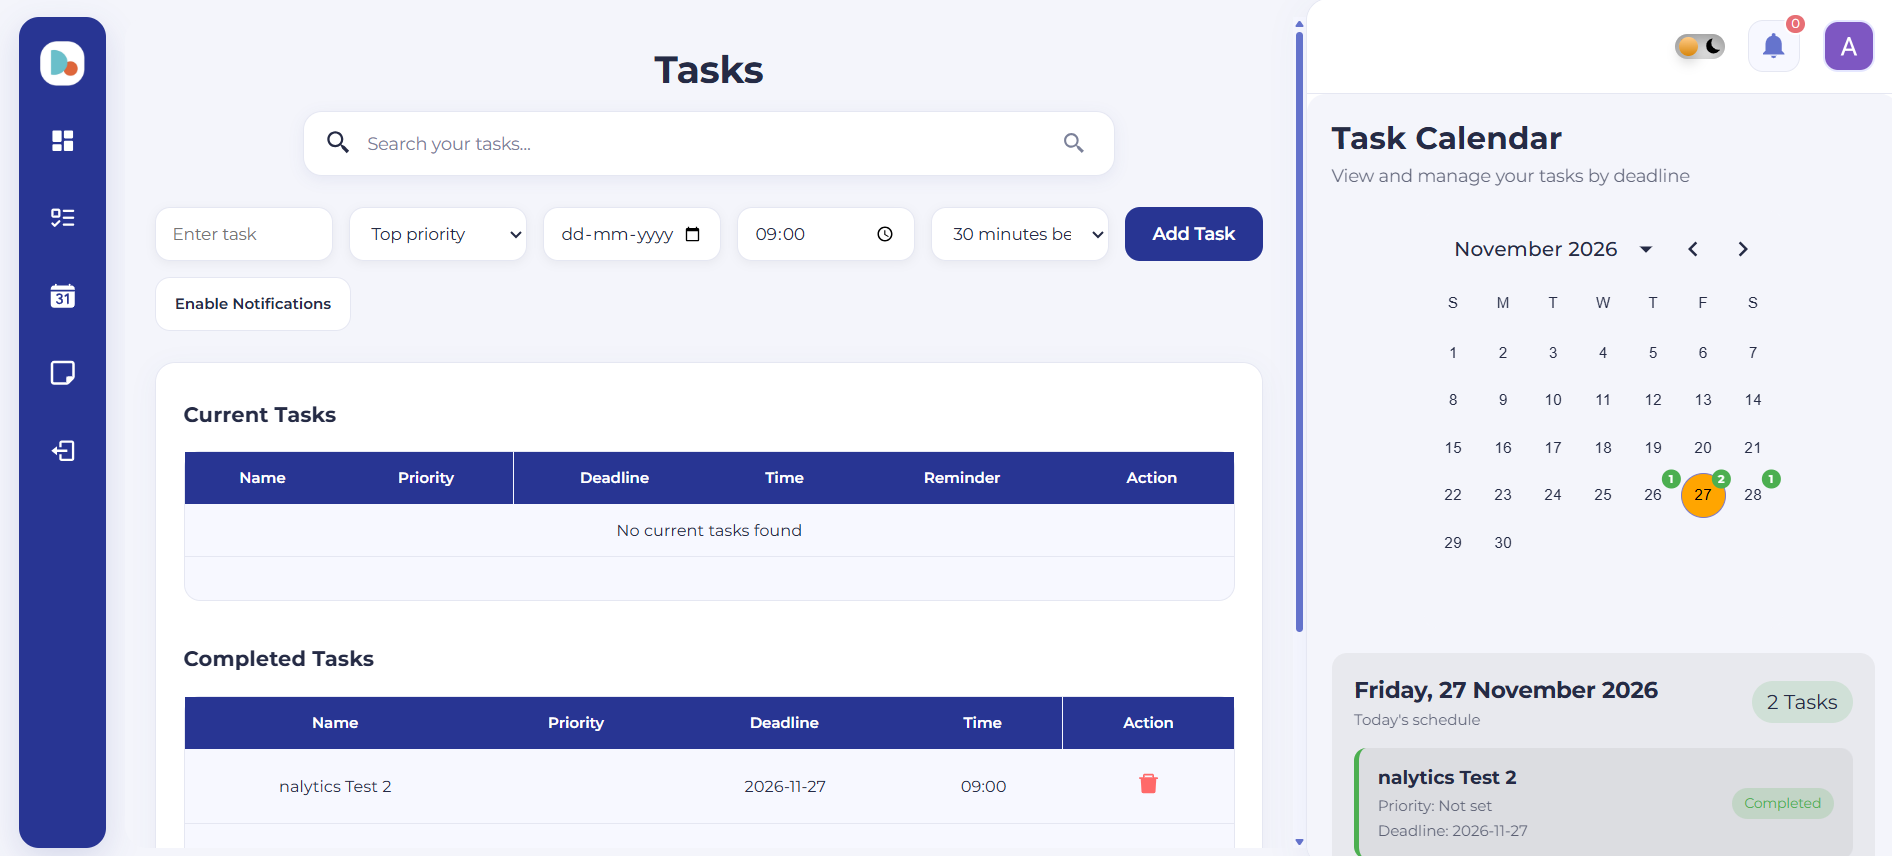 Tasks
Search your tasks...
Enter task
Top priority
dd-mm-yyyy
09:00
30 minutes be
Add Task
Enable Notifications
Current Tasks
Name Priority Deadline Time Reminder Action
No current tasks found
Completed Tasks
Name Priority Deadline Time Action
nalytics Test 2 2026-11-27 09:00
31
0
A
Task Calendar
View and manage your tasks by deadline
November 2026
S M T W T F S
1 2 3 4 5 6 7
8 9 10 11 12 13 14
15 16 17 18 19 20 21
1 2 1
22 23 24 25 26 27 28
29 30
Friday, 27 November 2026
Today's schedule
2 Tasks
nalytics Test 2
Priority: Not set
Deadline: 2026-11-27
Completed